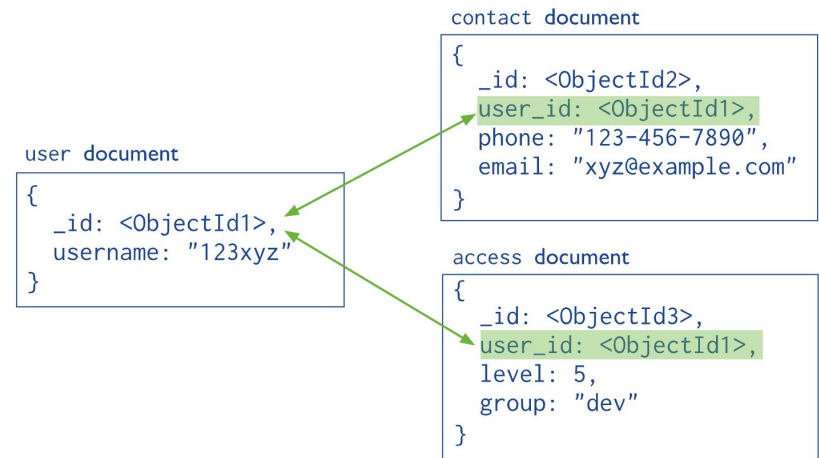 contact document
{
_id: <ObjectId2>,
user_id: <ObjectId1>,
phone: "123-456-7890",
email: "xyz@example.com"
}
user document
{
_id: <ObjectId1>,
username: "123xyz"
}
access document
{
_id: <ObjectId3>,
user_id: <ObjectId1>,
level: 5,
group: "dev"
}